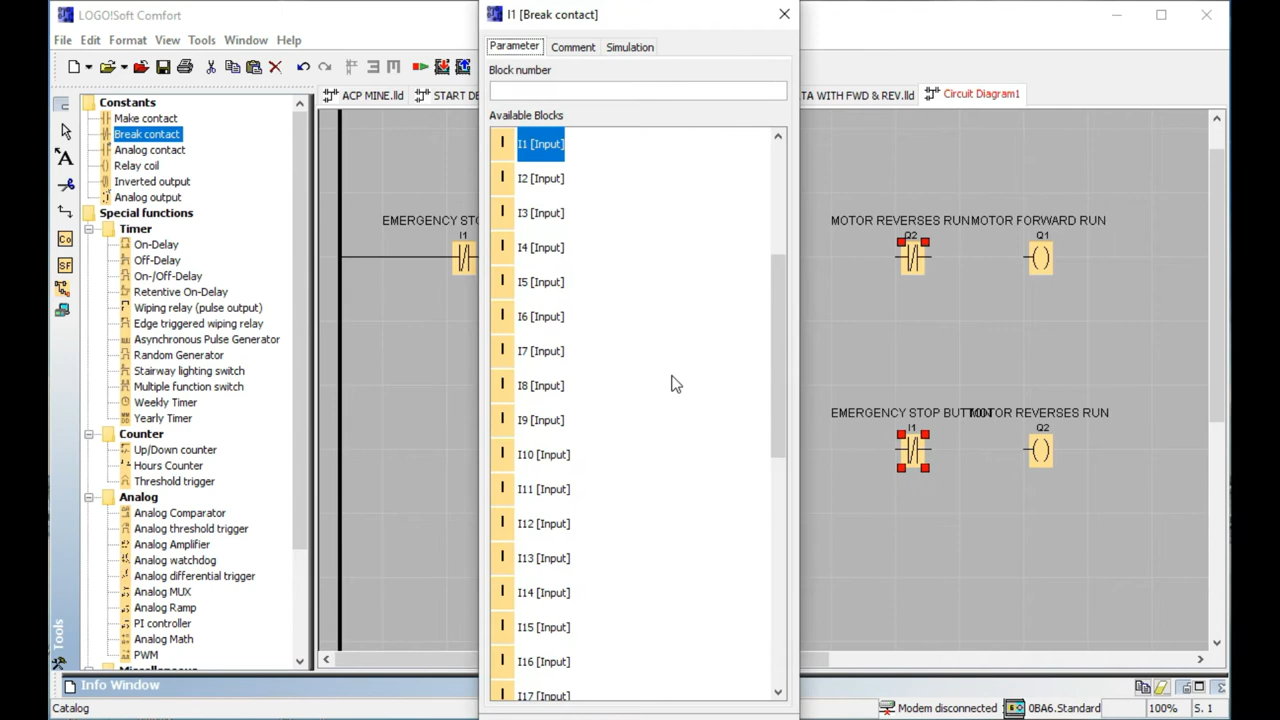 LOGO!Soft Comfort
File Edit Format View Tools Window Help
I1 [Break contact]
Parameter Comment Simulation
Block number
Available Blocks
I1 [Input]
I2 [Input]
I3 [Input]
I4 [Input]
I5 [Input]
I6 [Input]
I7 [Input]
I8 [Input]
I9 [Input]
I10 [Input]
I11 [Input]
I12 [Input]
I13 [Input]
I14 [Input]
I15 [Input]
I16 [Input]
I17 [Input]
Constants
Make contact
Break contact
Analog contact
Relay coil
Inverted output
Analog output
Special functions
Timer
On-Delay
Off-Delay
On-/Off-Delay
Retentive On-Delay
Wiping relay (pulse output)
Edge triggered wiping relay
Asynchronous Pulse Generator
Random Generator
Stairway lighting switch
Multiple function switch
Weekly Timer
Yearly Timer
Counter
Up/Down counter
Hours Counter
Threshold trigger
Analog
Analog Comparator
Analog threshold trigger
Analog Amplifier
Analog watchdog
Analog differential trigger
Analog MUX
Analog Ramp
PI controller
Analog Math
PWM
Miscellaneous
Co
SF
Tools
ACP MINE.lld START DE
TA WITH FWD & REV.lld Circuit Diagram1
EMERGENCY STO
I1
MOTOR REVERSES RUN MOTOR FORWARD RUN
Q2 Q1
EMERGENCY STOP BUTTON MOTOR REVERSES RUN
I1 Q2
Info Window
Catalog
Modem disconnected 0BA6.Standard 100% S. 1